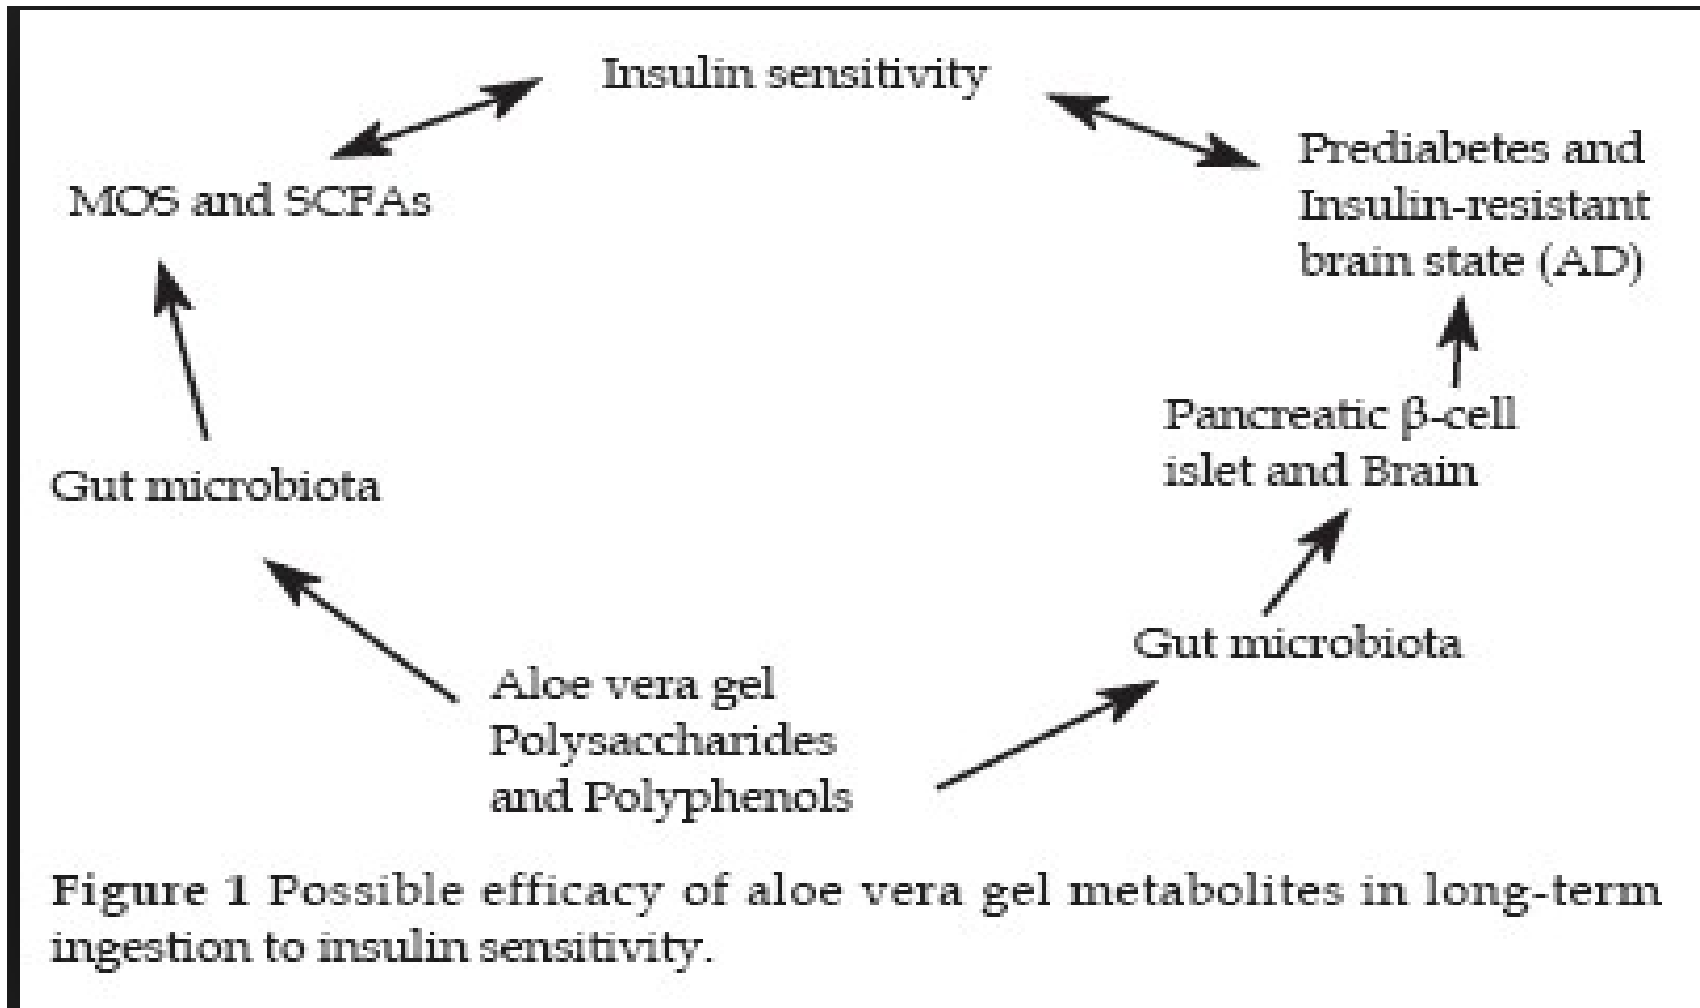 Insulin sensitivity
Prediabetes and
Insulin-resistant
brain state (AD)
MOS and SCFAs
Pancreatic β-cell
islet and Brain
Gut microbiota
Gut microbiota
Aloe vera gel
Polysaccharides
and Polyphenols
Figure 1 Possible efficacy of aloe vera gel metabolites in long-term
ingestion to insulin sensitivity.